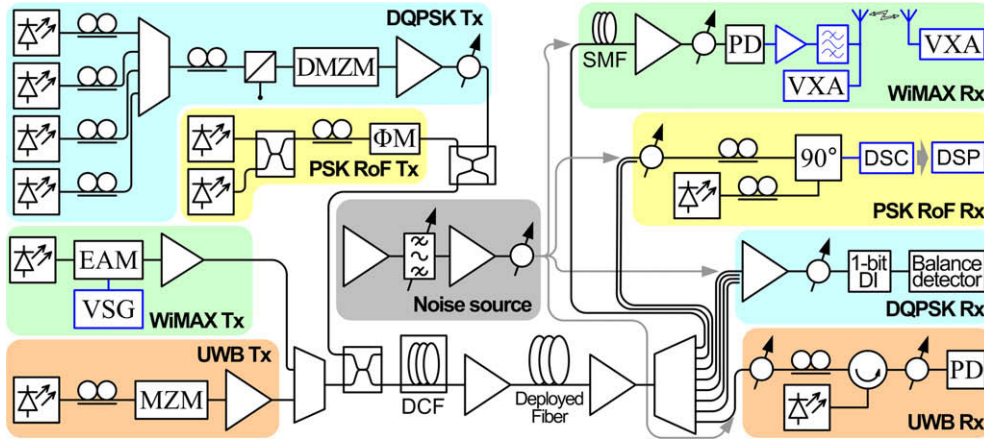 DQPSK Tx
DMZM
ΦM
PSK RoF Tx
EAM
VSG
WiMAX Tx
UWB Tx
MZM
Noise source
DCF
Deployed
Fiber
SMF
PD
VXA
VXA
WiMAX Rx
90°
DSC
DSP
PSK RoF Rx
1-bit
DI
Balance
detector
DQPSK Rx
PD
UWB Rx